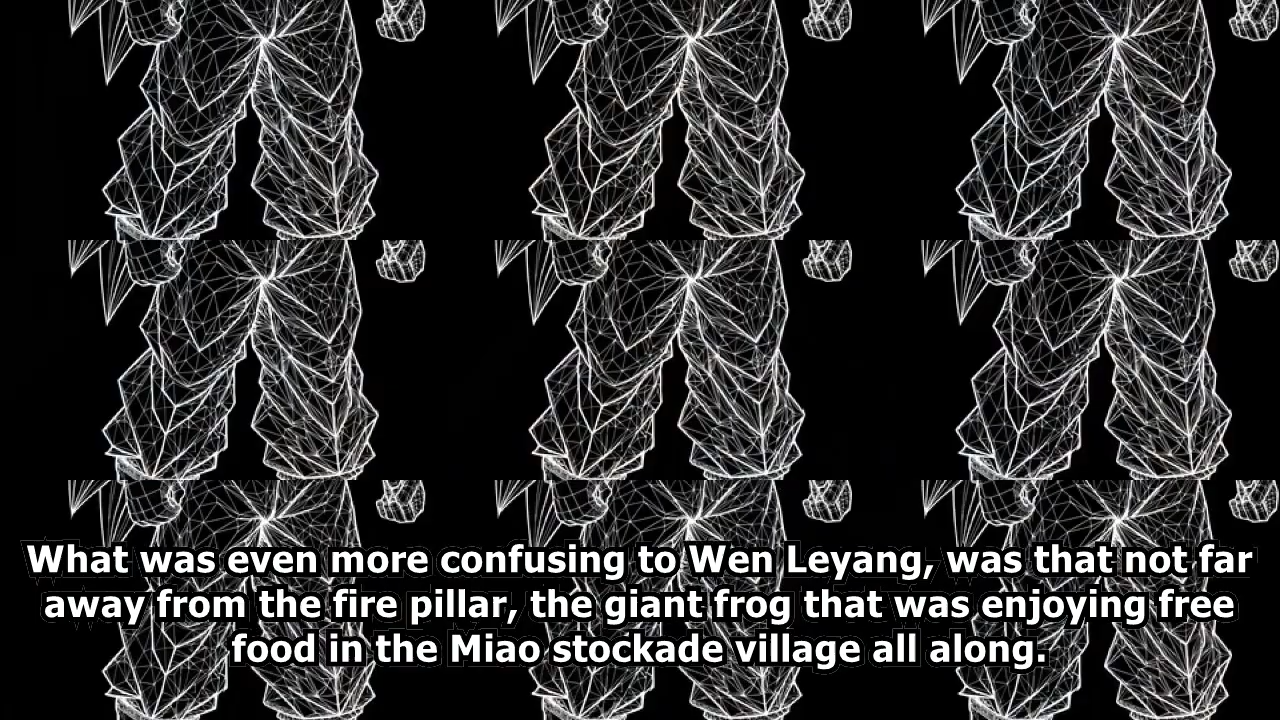 What was even more confusing to Wen Leyang, was that not far
away from the fire pillar, the giant frog that was enjoying free
food in the Miao stockade village all along.